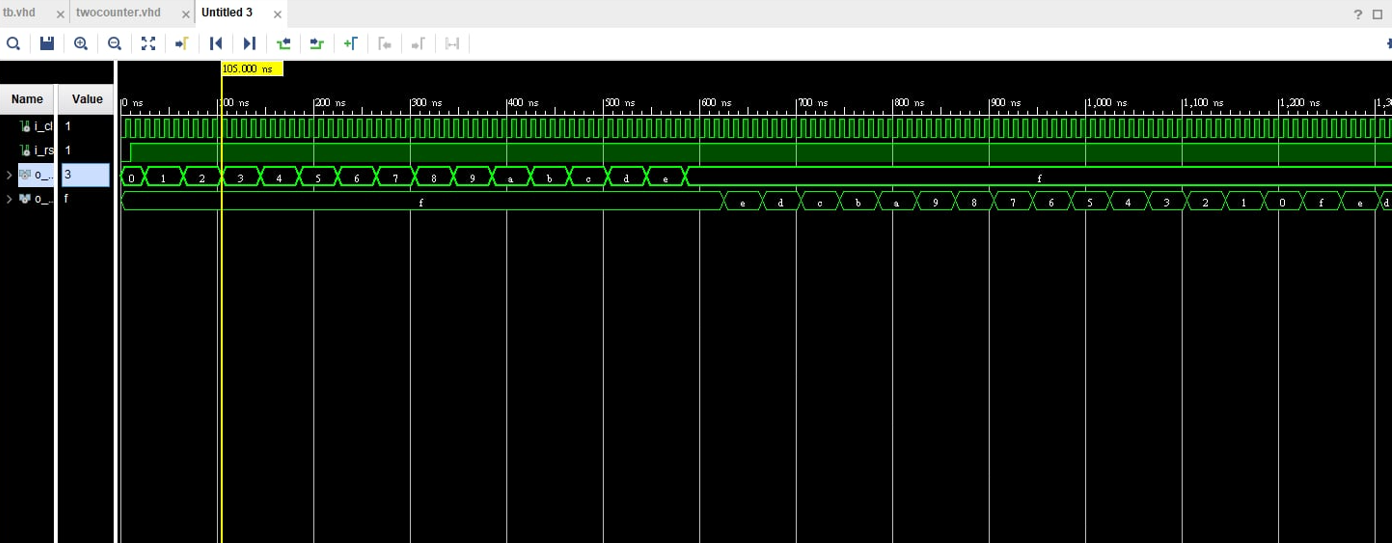 tb.vhd × twocounter.vhd × Untitled 3 ×
? 
105.000 ns
Name Value
0 ns 100 ns 200 ns 300 ns 400 ns 500 ns 600 ns 700 ns 800 ns 900 ns 1,000 ns 1,100 ns 1,200 ns
i_cl 1
i_rs 1
o_... 3 0 1 2 3 4 5 6 7 8 9 a b c d e f
o_... f f e d c b a 9 8 7 6 5 4 3 2 1 0 f e d